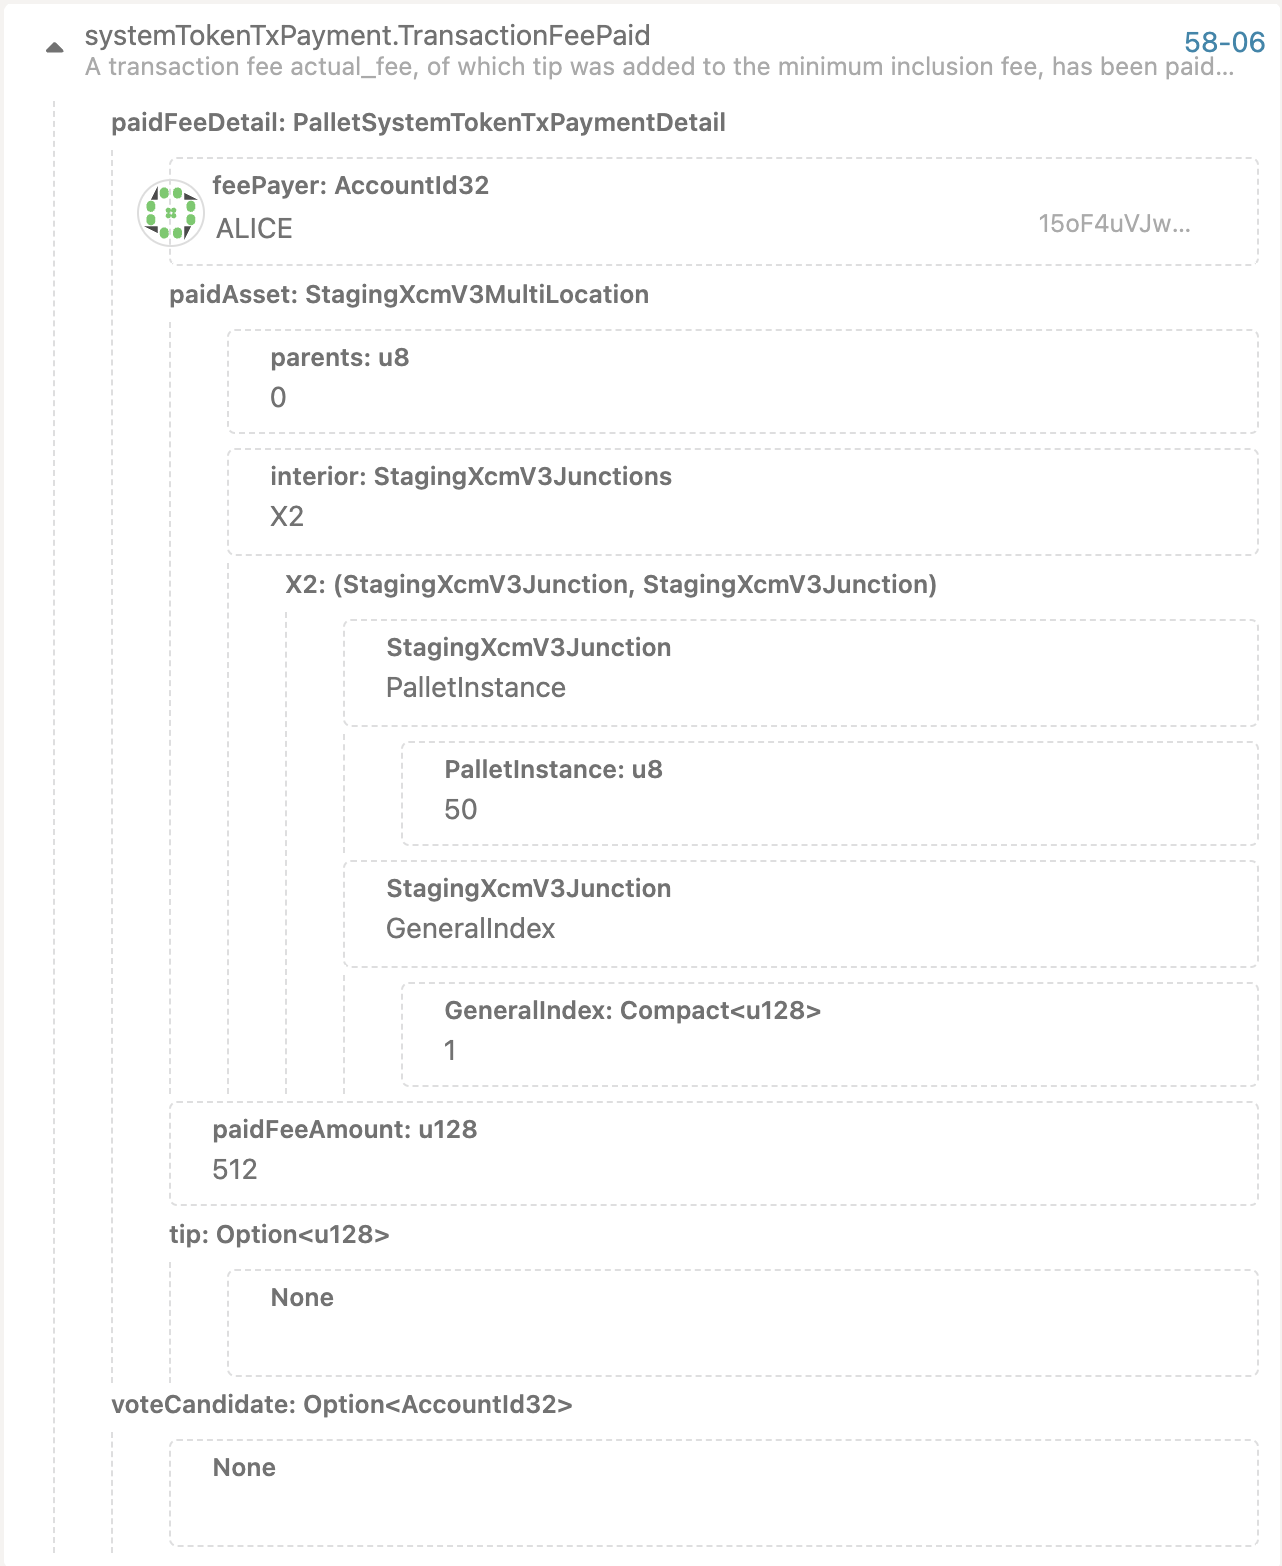 systemTokenTxPayment.TransactionFeePaid
58-06
A transaction fee actual_fee, of which tip was added to the minimum inclusion fee, has been paid...
paidFeeDetail: PalletSystemTokenTxPaymentDetail
feePayer: AccountId32
ALICE
15oF4uVJw...
paidAsset: StagingXcmV3MultiLocation
parents: u8
0
interior: StagingXcmV3Junctions
X2
X2: (StagingXcmV3Junction, StagingXcmV3Junction)
StagingXcmV3Junction
PalletInstance
PalletInstance: u8
50
StagingXcmV3Junction
GeneralIndex
GeneralIndex: Compact<u128>
1
paidFeeAmount: u128
512
tip: Option<u128>
None
voteCandidate: Option<AccountId32>
None